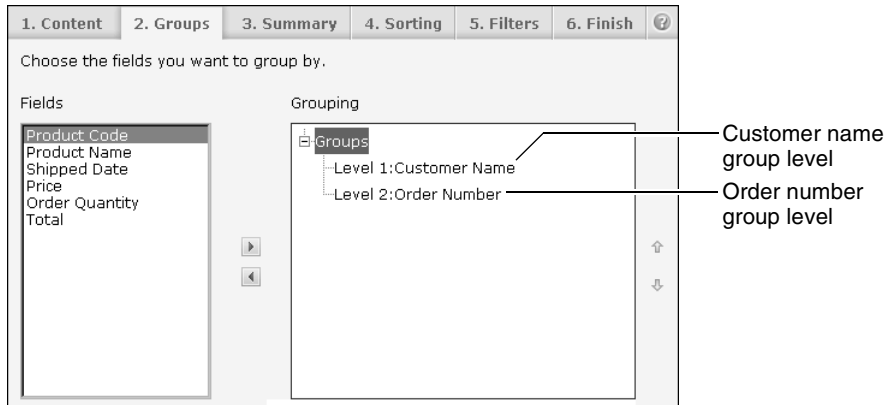 1. Content 2. Groups 3. Summary 4. Sorting 5. Filters 6. Finish ?
Choose the fields you want to group by.
Fields
Grouping
Product Code
Product Name
Shipped Date
Price
Order Quantity
Total
Groups
Level 1:Customer Name
Level 2:Order Number
Customer name
group level
Order number
group level